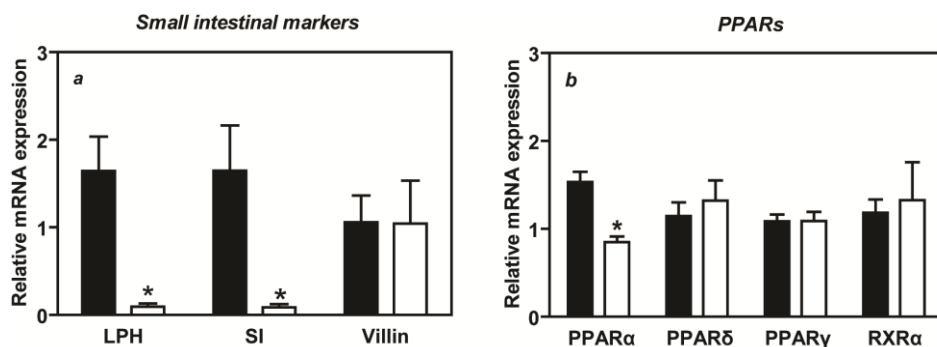 Small intestinal markers
Relative mRNA expression
3
2
1
0
a
*
*
LPH SI Villin
PPARs
Relative mRNA expression
3
2
1
0
b
*
PPARα PPARδ PPARγ RXRα